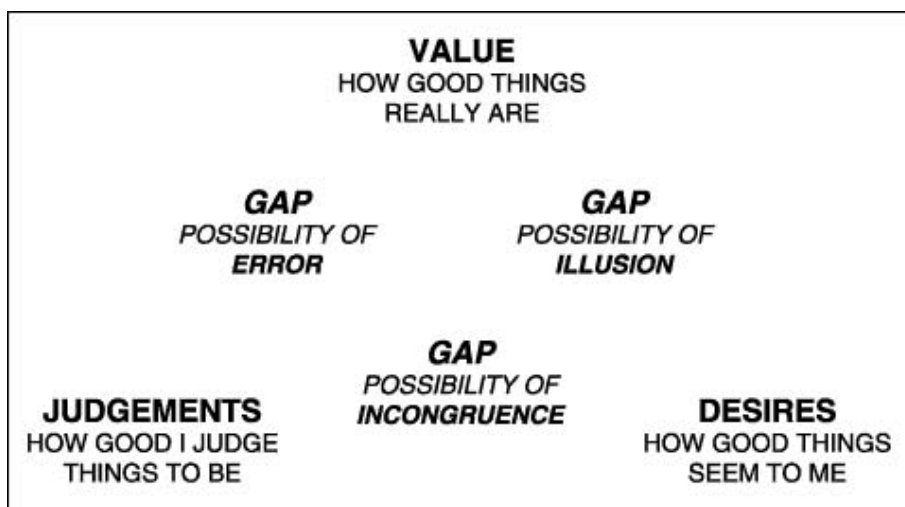 VALUE
HOW GOOD THINGS
REALLY ARE
GAP
POSSIBILITY OF
ERROR
GAP
POSSIBILITY OF
ILLUSION
GAP
POSSIBILITY OF
INCONGRUENCE
JUDGEMENTS
HOW GOOD I JUDGE
THINGS TO BE
DESIRES
HOW GOOD THINGS
SEEM TO ME